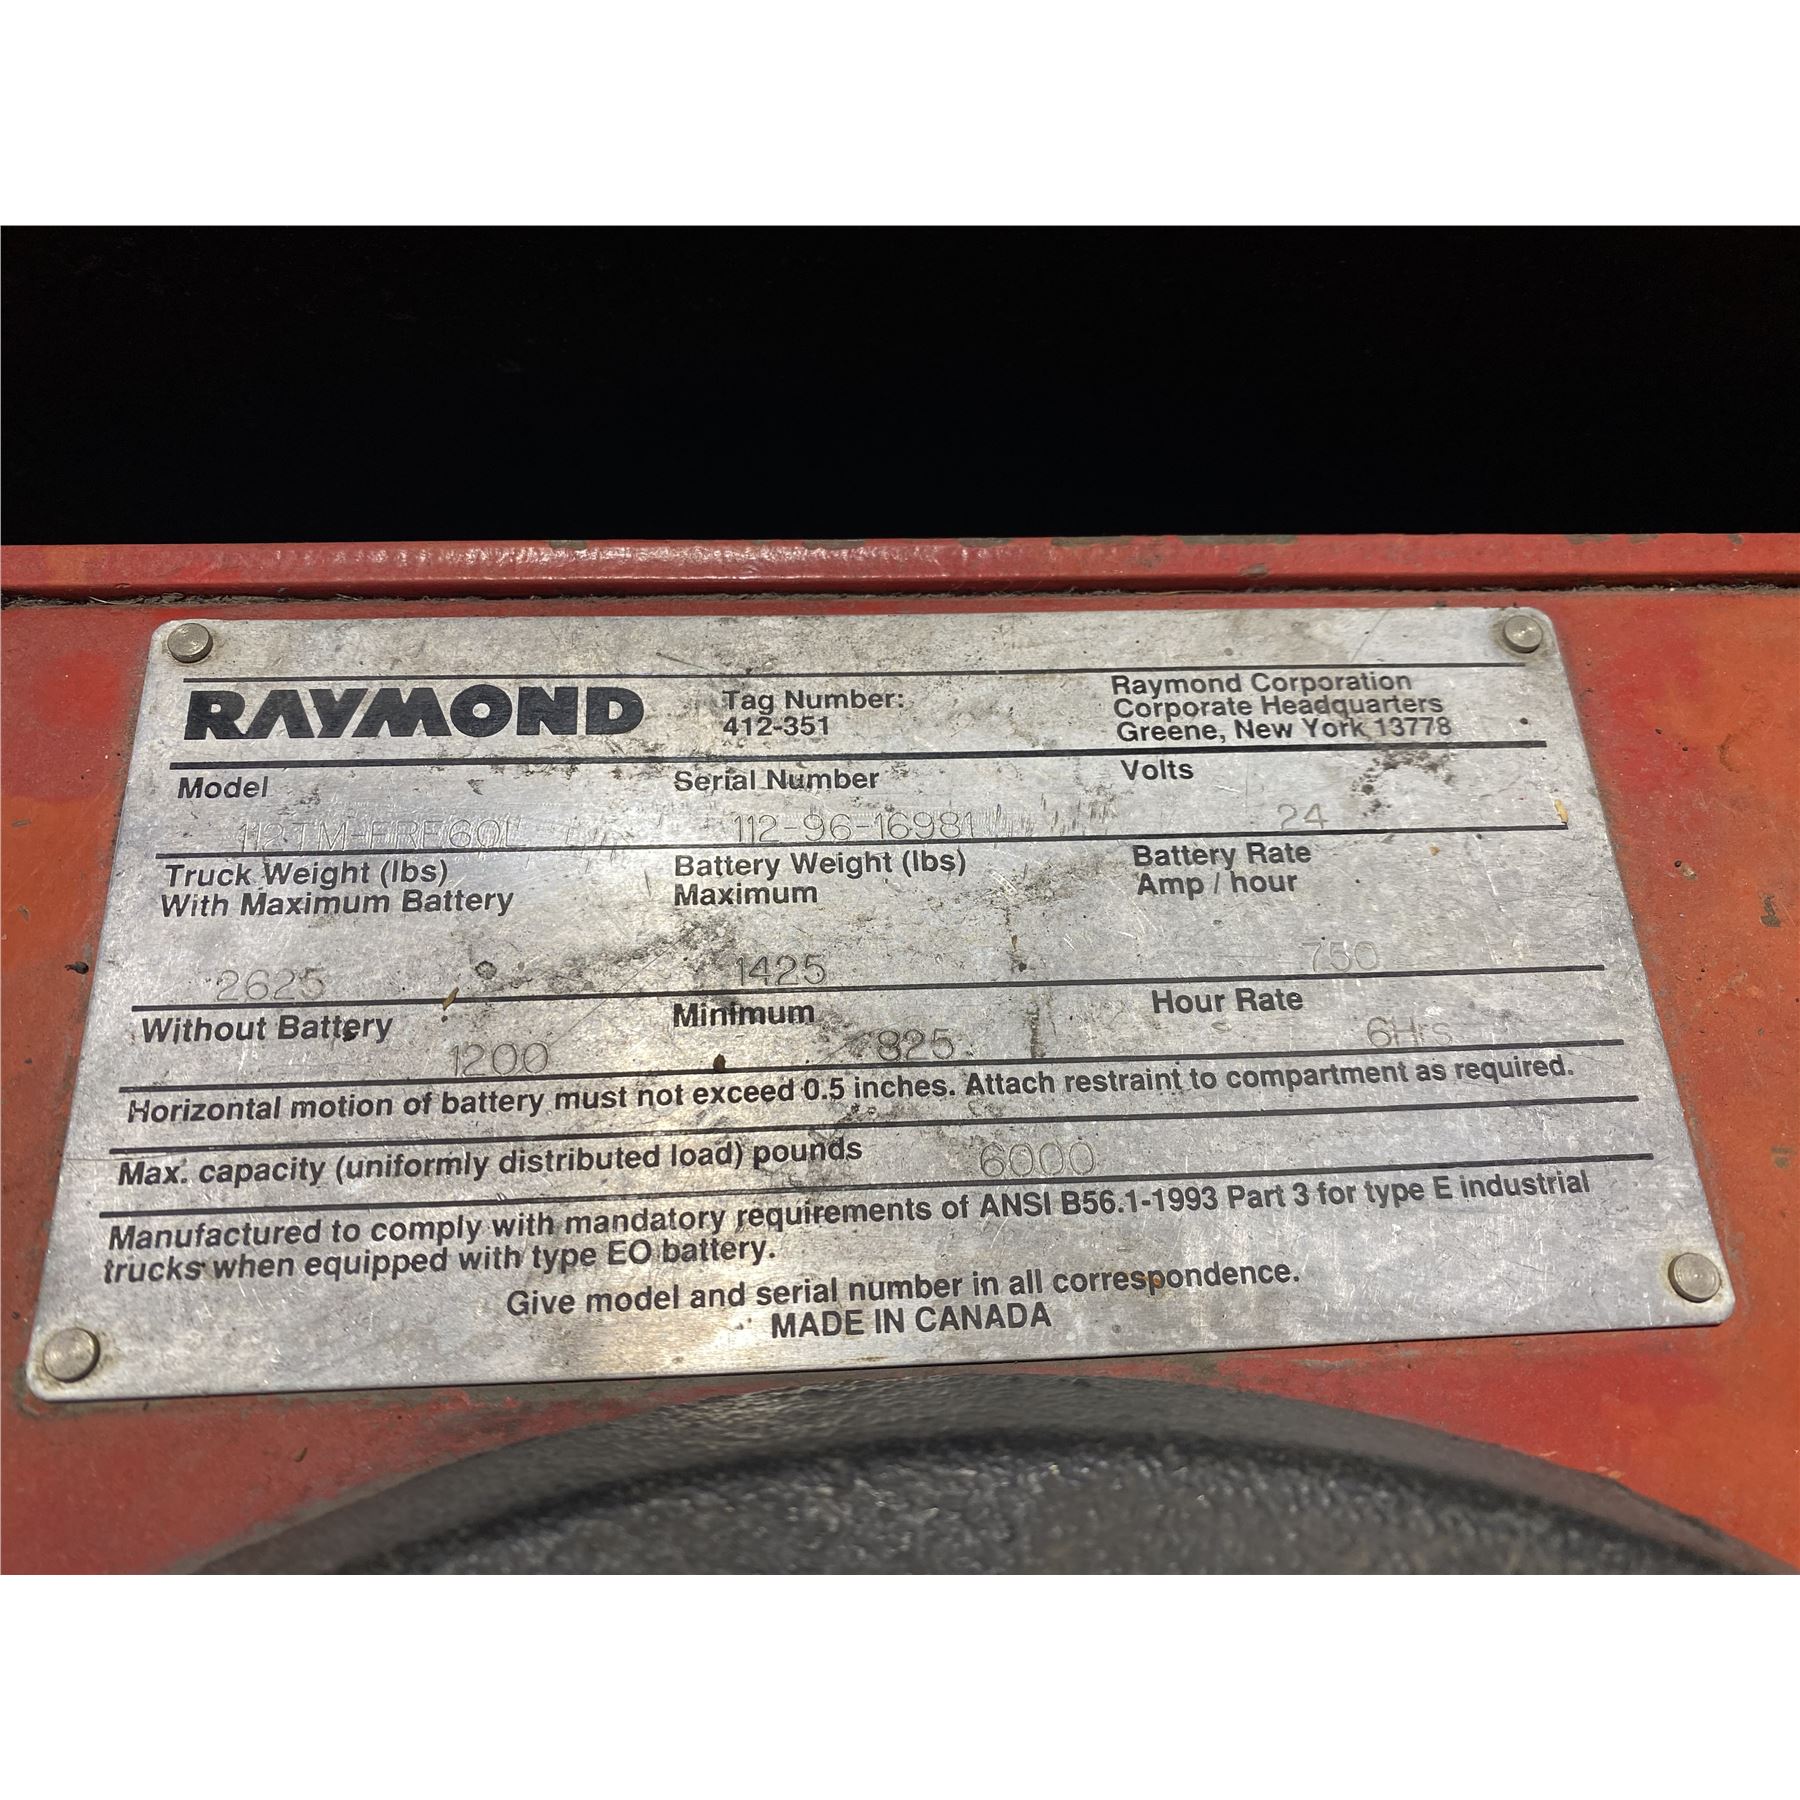 RAYMOND
Tag Number:
412-351
Raymond Corporation
Corporate Headquarters
Greene, New York 13778
Model
Serial Number
Volts
112TM-FRE60L
112-96-16981
24
Truck Weight (lbs)
With Maximum Battery
Battery Weight (lbs)
Maximum
Battery Rate
Amp / hour
2625
1425
750
Without Battery
Minimum
Hour Rate
1200
825
6Hrs
Horizontal motion of battery must not exceed 0.5 inches. Attach restraint to compartment as required.
Max. capacity (uniformly distributed load) pounds 6000
Manufactured to comply with mandatory requirements of ANSI B56.1-1993 Part 3 for type E industrial
trucks when equipped with type EO battery.
Give model and serial number in all correspondence.
MADE IN CANADA